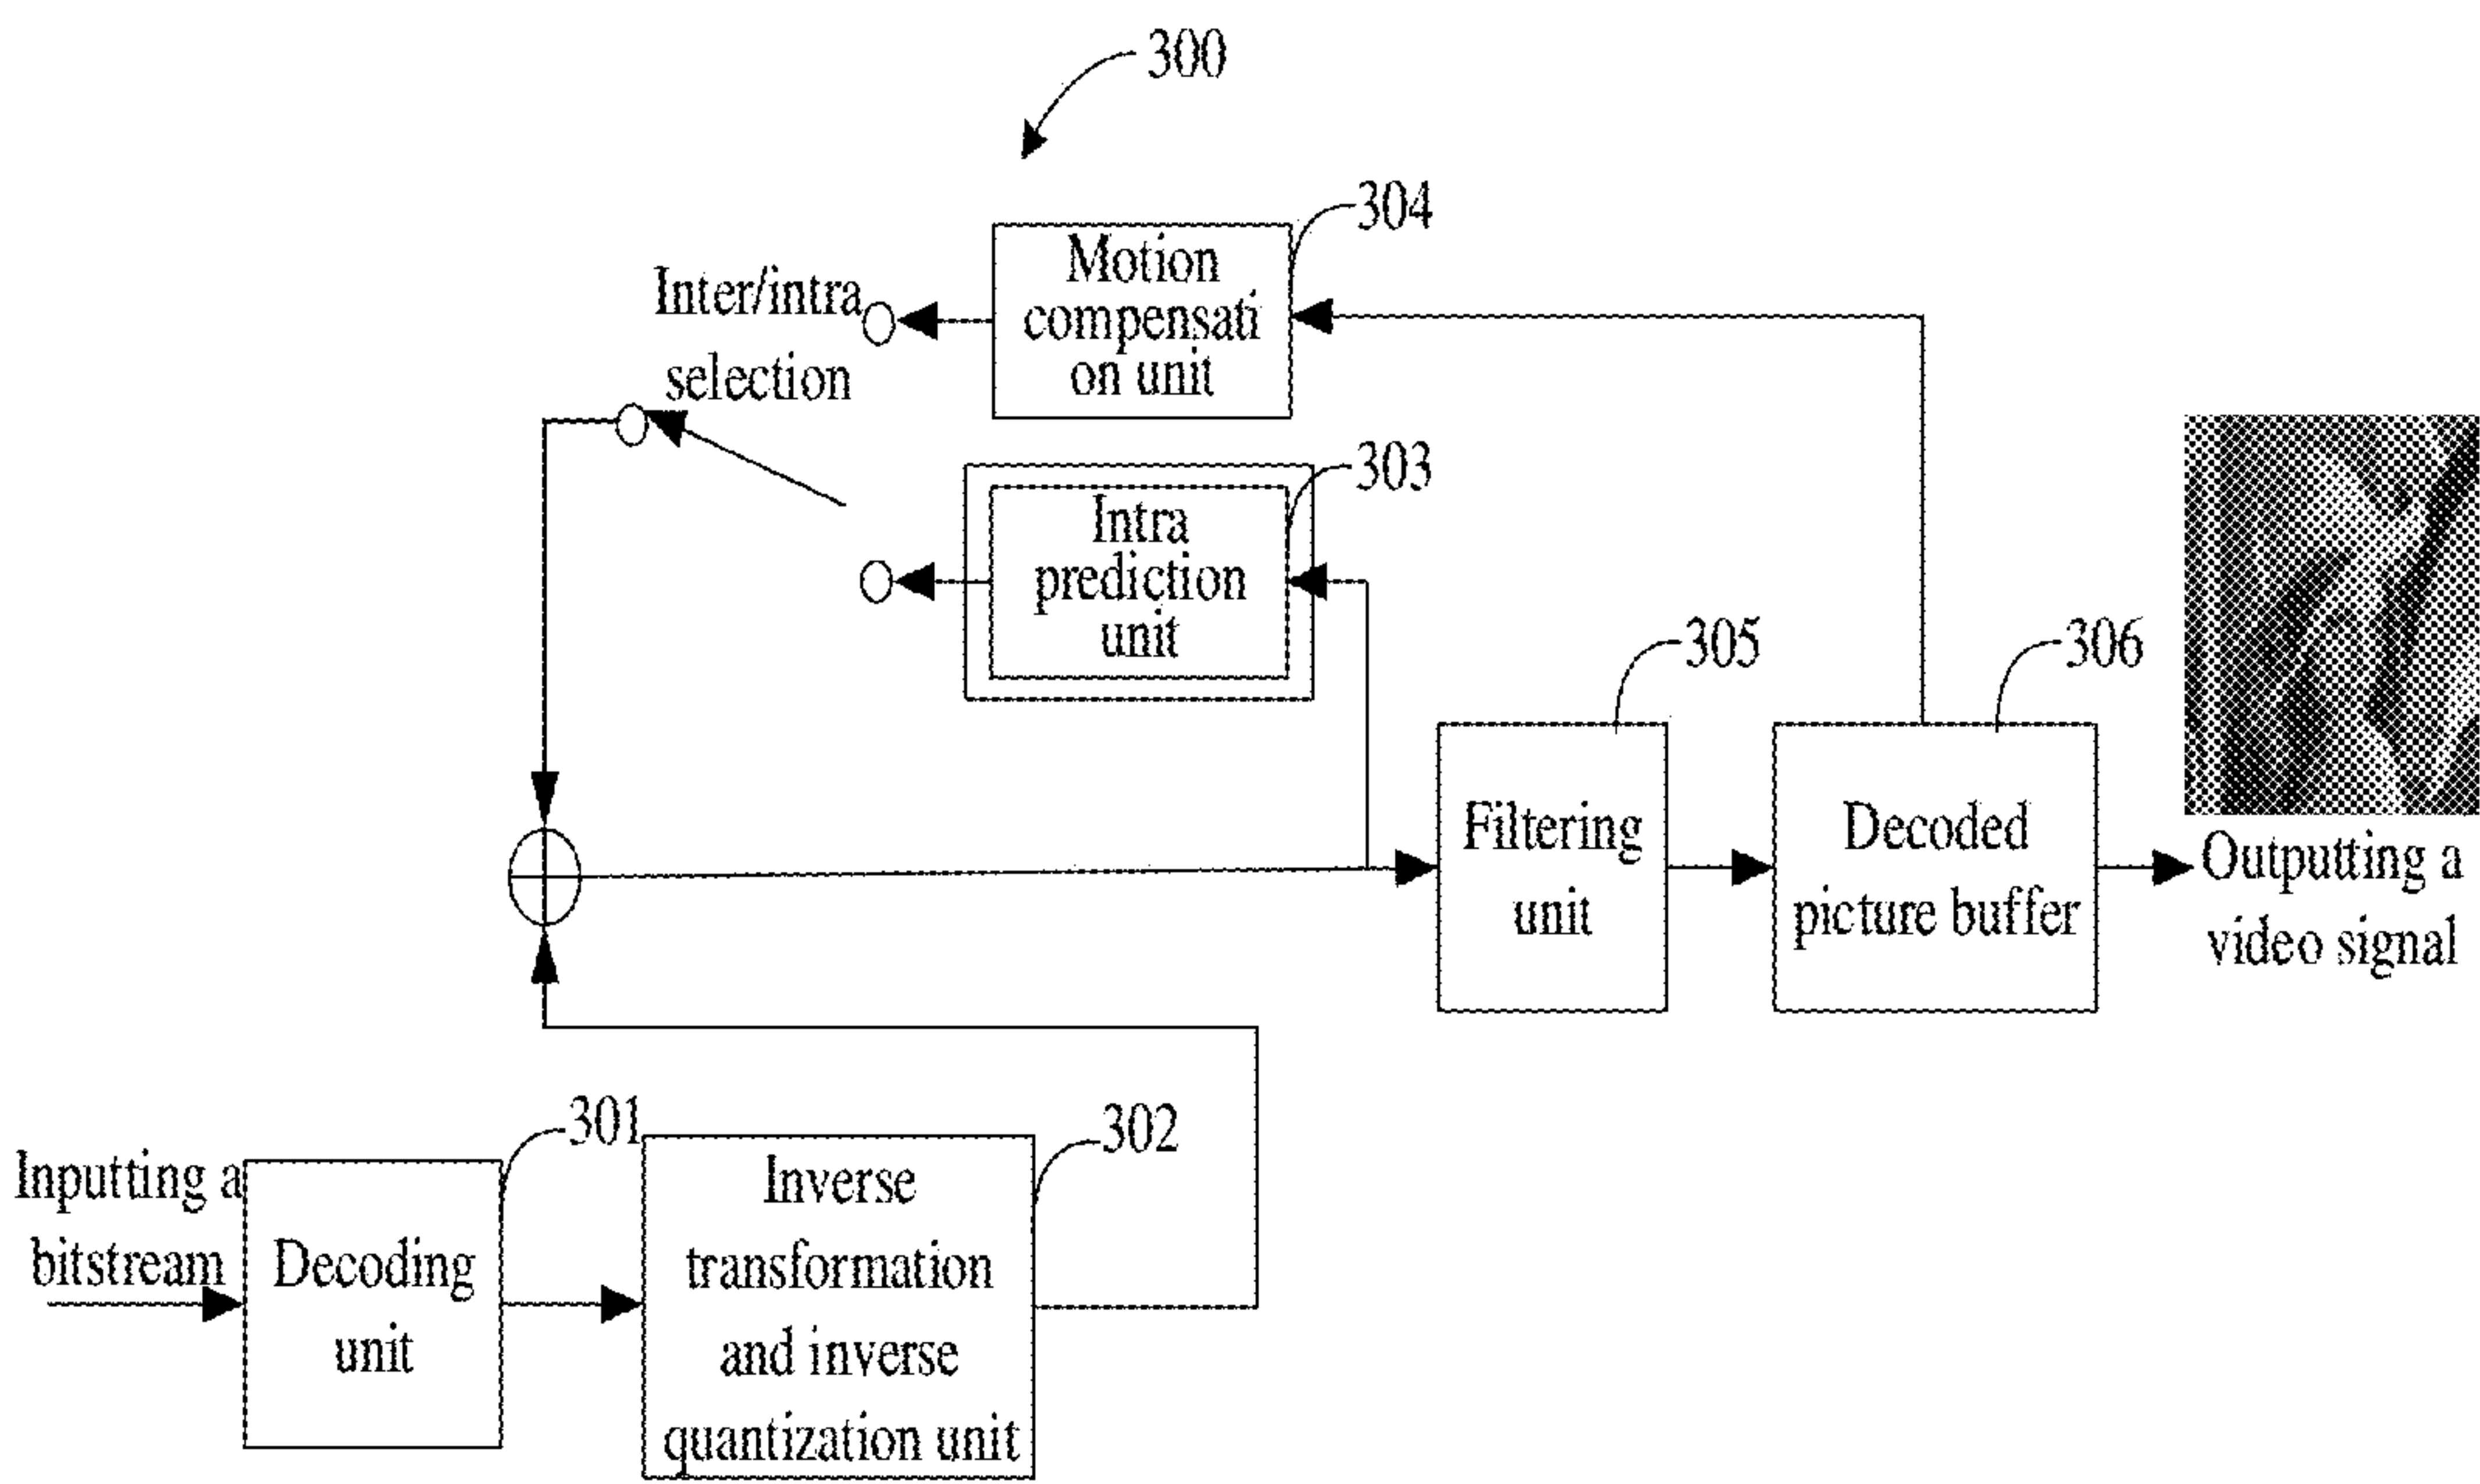 300
304
Motion
compensati
on unit
Inter/intra
selection
303
Intra
prediction
unit
305
306
Filtering
unit
Decoded
picture buffer
Outputting a
video signal
301
302
Inputting a
bitstream
Decoding
unit
Inverse
transformation
and inverse
quantization unit